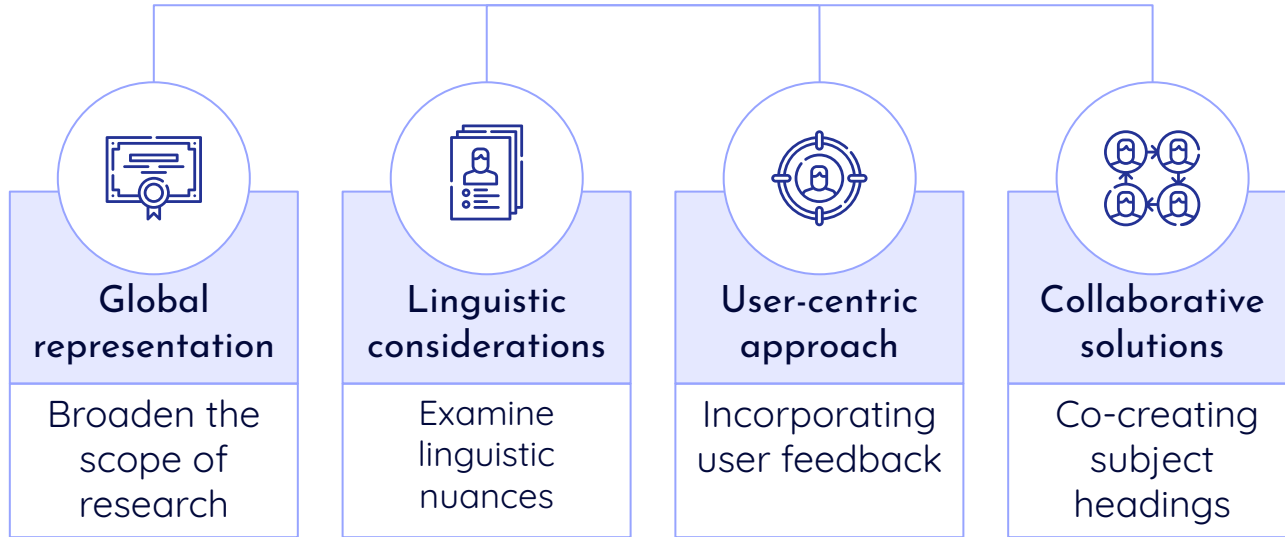 Global
representation
Broaden the
scope of
research
Linguistic
considerations
Examine
linguistic
nuances
User-centric
approach
Incorporating
user feedback
Collaborative
solutions
Co-creating
subject
headings